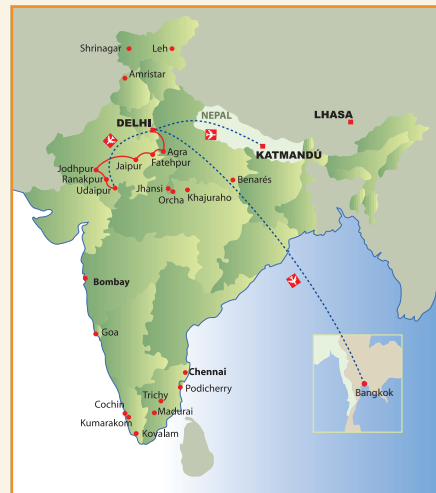 Shrinagar
Leh
Amristar
NEPAL
LHASA
DELHI
KATMANDÚ
Agra
Fatehpur
Jaipur
Jodhpur
Ranakpur
Udaipur
Benarés
Jhansi
Orcha
Khajuraho
Bombay
Goa
Chennai
Podicherry
Bangkok
Trichy
Cochin
Madurai
Kumarakom
Kovalam